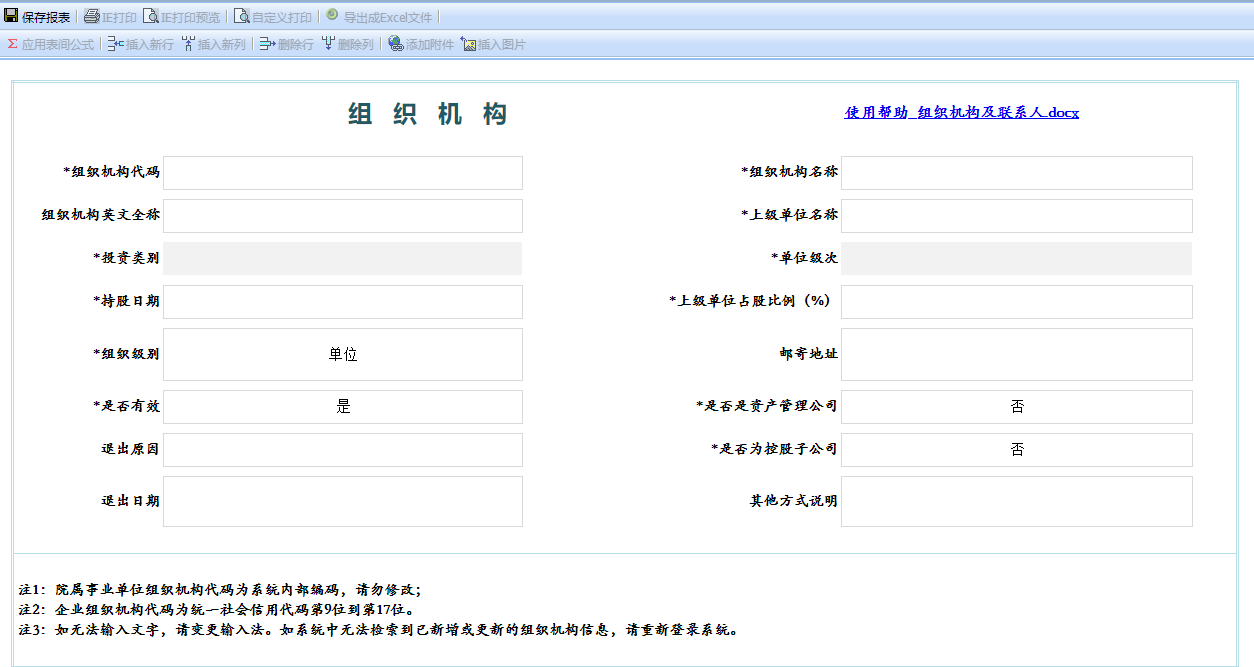 保存报表 IE打印 IE打印预览 自定义打印 导出成Excel文件
应用表间公式 插入新行 插入新列 删除行 删除列 添加附件 插入图片
组 织 机 构 使用帮助_组织机构及联系人.docx
*组织机构代码 *组织机构名称
组织机构英文全称 *上级单位名称
*投资类别 *单位级次
*持股日期 *上级单位占股比例（%）
*组织级别 单位 邮寄地址
*是否有效 是 *是否是资产管理公司 否
退出原因 *是否为控股子公司 否
退出日期 其他方式说明
注1：院属事业单位组织机构代码为系统内部编码，请勿修改；
注2：企业组织机构代码为统一社会信用代码第9位到第17位。
注3：如无法输入文字，请变更输入法。如系统中无法检索到已新增或更新的组织机构信息，请重新登录系统。